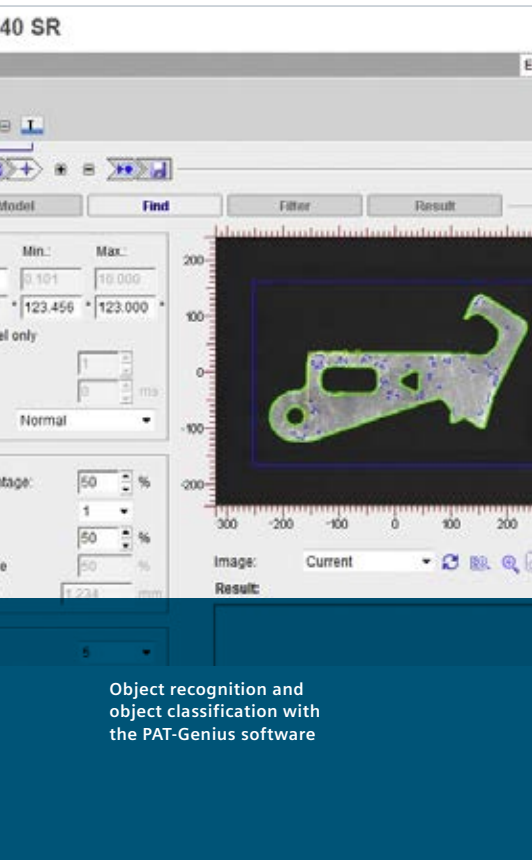 40 SR
Model Find Filter Result
Min.: Max.:
0.101 10.000
° 123.456 ° 123.000 °
only
1
0 ms
Normal
50 %
1
50 %
50 %
1.234 mm
5
200
100
0
-100
-200
300 -200 -100 0 100 200
Image: Current
Result:
Object recognition and
object classification with
the PAT-Genius software